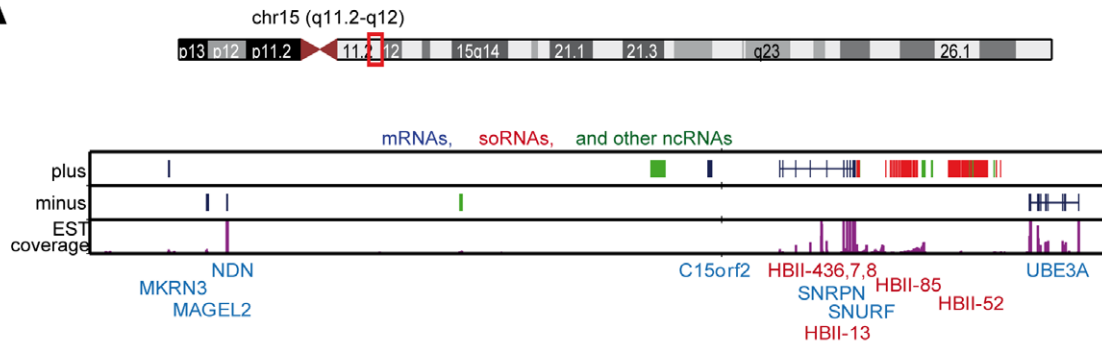 A
chr15 (q11.2-q12)
p13 p12 p11.2 11.2 12 15q14 21.1 21.3 q23 26.1
mRNAs, soRNAs, and other ncRNAs
plus
minus
EST
coverage
NDN C15orf2 HBII-436,7,8 UBE3A
MKRN3 SNRPN HBII-85
MAGEL2 SNURF HBII-52
HBII-13